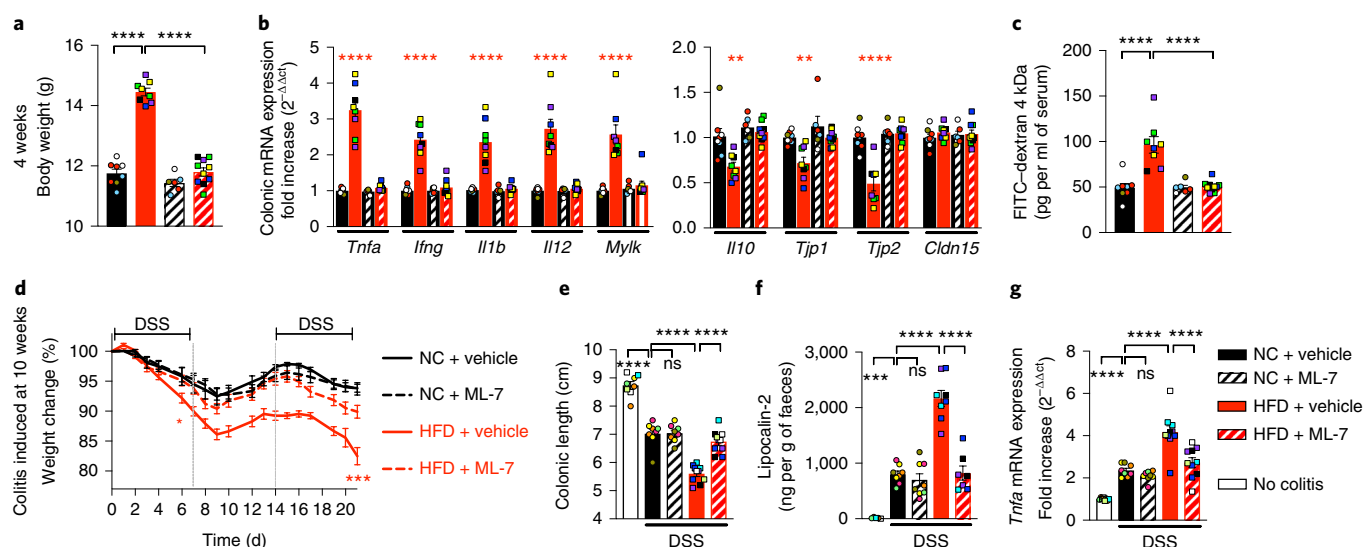 a
4 weeks
Body weight (g)
16
14
12
10
****
****
b
Colonic mRNA expression
fold increase (2^−ΔΔct)
5
4
3
2
1
0
****
****
****
****
****
Tnfa
Ifng
Il1b
Il12
Mylk
2.0
1.5
1.0
0.5
0.0
**
**
****
Il10
Tjp1
Tjp2
Cldn15
c
FITC–dextran 4 kDa
(pg per ml of serum)
200
150
100
50
0
****
****
d
Colitis induced at 10 weeks
Weight change (%)
100
95
90
85
80
DSS
DSS
*
***
0 2 4 6 8 10 12 14 16 18 20
Time (d)
NC + vehicle
NC + ML-7
HFD + vehicle
HFD + ML-7
e
Colonic length (cm)
10
9
8
7
6
5
4
****
****
****
ns
DSS
f
Lipocalin-2
(ng per g of faeces)
3,000
2,000
1,000
0
****
****
***
ns
DSS
g
Tnfa mRNA expression
Fold increase (2^−ΔΔct)
8
6
4
2
0
****
****
****
ns
DSS
NC + vehicle
NC + ML-7
HFD + vehicle
HFD + ML-7
No colitis